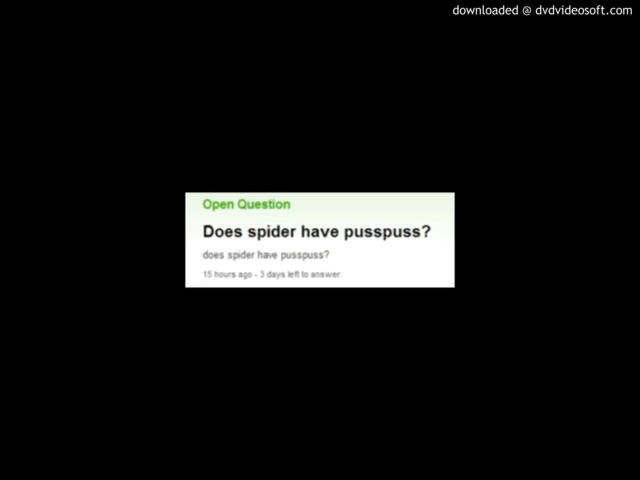 downloaded @ dvdvideosoft.com
Open Question
Does spider have pusspuss?
does spider have pusspuss?
15 hours ago - 3 days left to answer.